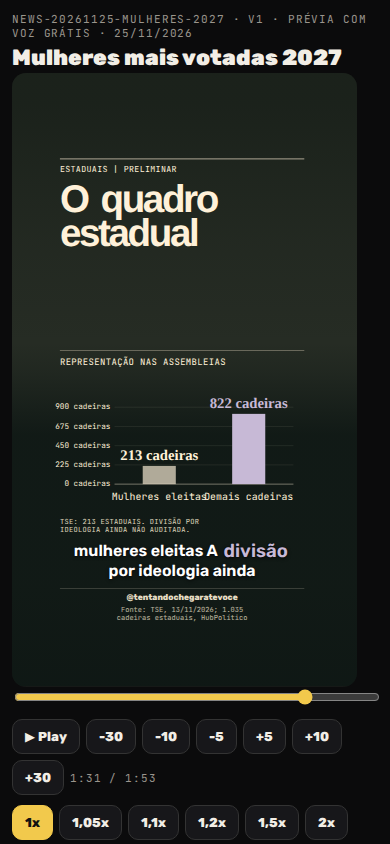 NEWS-20261125-MULHERES-2027 · V1 · PRÉVIA COM
VOZ GRÁTIS · 25/11/2026
Mulheres mais votadas 2027
ESTADUAIS | PRELIMINAR
O quadro
estadual
REPRESENTAÇÃO NAS ASSEMBLEIAS
900 cadeiras
675 cadeiras
450 cadeiras
225 cadeiras
0 cadeiras
213 cadeiras
822 cadeiras
Mulheres eleitas
Demais cadeiras
TSE: 213 ESTADUAIS. DIVISÃO POR
IDEOLOGIA AINDA NÃO AUDITADA.
mulheres eleitas A divisão
por ideologia ainda
@tentandochegaratevoce
Fonte: TSE, 13/11/2026; 1.035
cadeiras estaduais, HubPolítico
▶ Play -30 -10 -5 +5 +10
+30 1:31 / 1:53
1x 1,05x 1,1x 1,2x 1,5x 2x